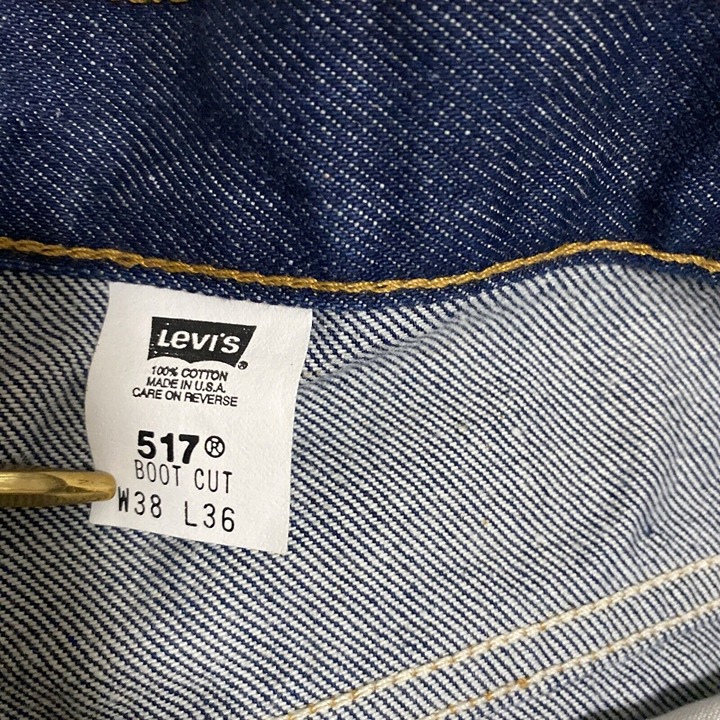 Levi's®
100% COTTON
MADE IN U.S.A.
CARE ON REVERSE
517®
BOOT CUT
W38 L36